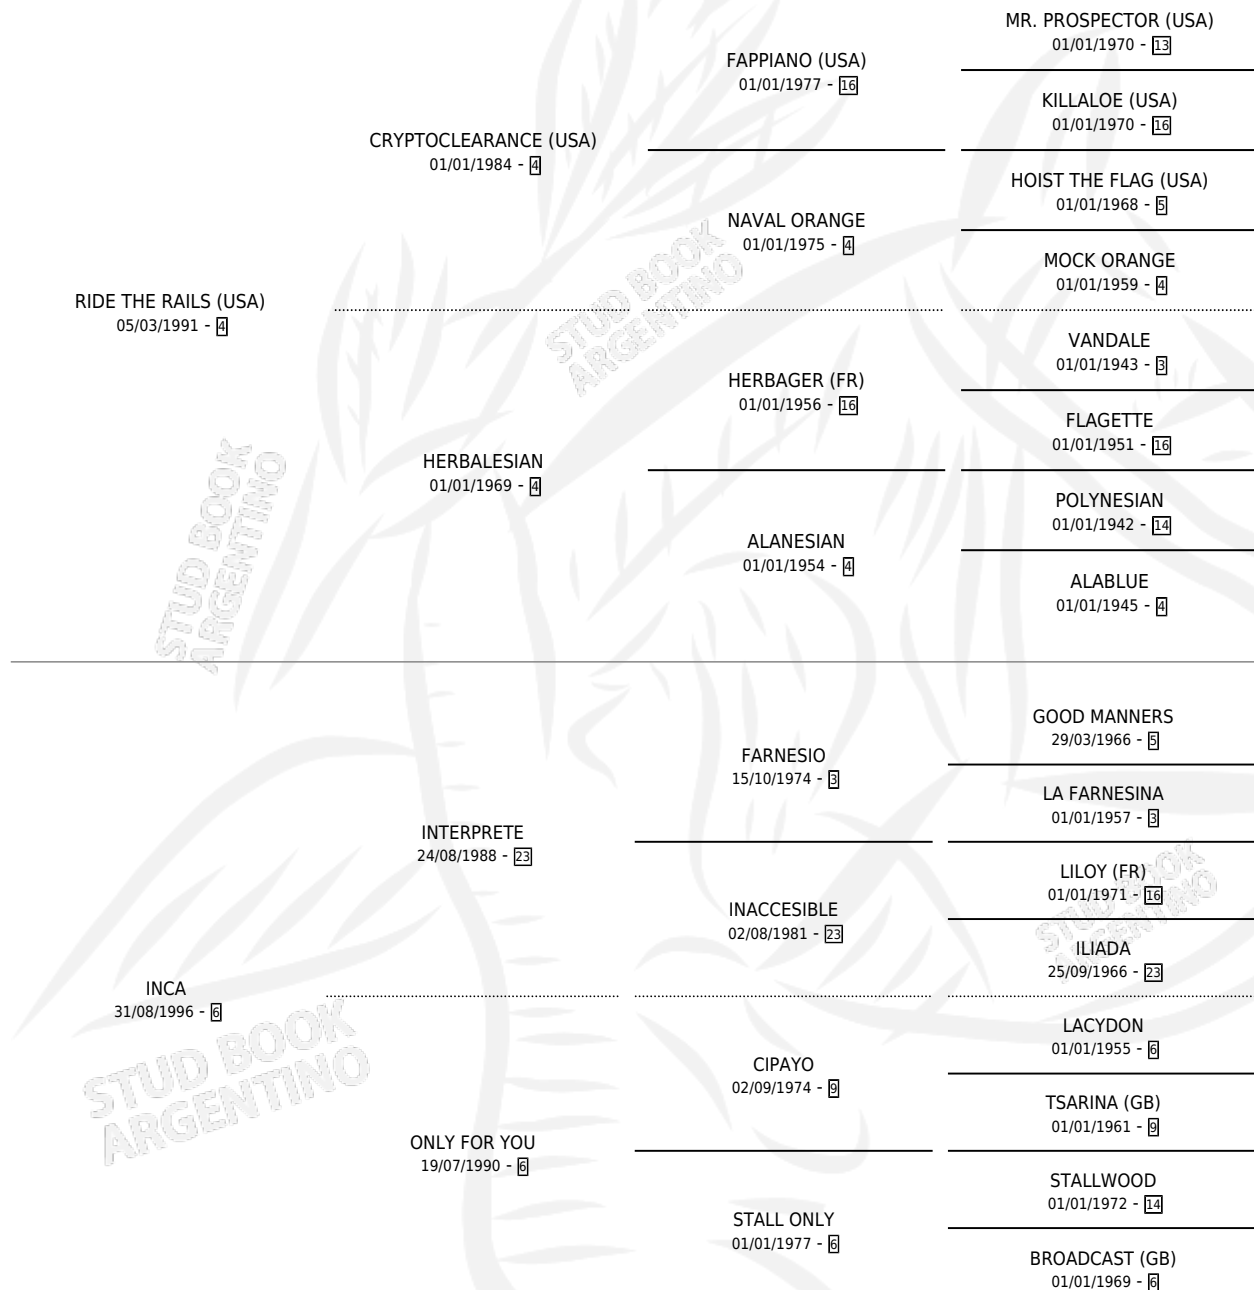 MR. PROSPECTOR (USA)
01/01/1970 - 13
FAPPIANO (USA)
01/01/1977 - 16
KILLALOE (USA)
01/01/1970 - 16
CRYPTOCLEARANCE (USA)
01/01/1984 - 4
HOIST THE FLAG (USA)
01/01/1968 - 5
NAVAL ORANGE
01/01/1975 - 4
MOCK ORANGE
01/01/1959 - 4
RIDE THE RAILS (USA)
05/03/1991 - 4
VANDALE
01/01/1943 - 3
HERBAGER (FR)
01/01/1956 - 16
FLAGETTE
01/01/1951 - 16
HERBALESIAN
01/01/1969 - 4
POLYNESIAN
01/01/1942 - 14
ALANESIAN
01/01/1954 - 4
ALABLUE
01/01/1945 - 4
GOOD MANNERS
29/03/1966 - 5
FARNESIO
15/10/1974 - 3
LA FARNESINA
01/01/1957 - 3
INTERPRETE
24/08/1988 - 23
LILOY (FR)
01/01/1971 - 16
INACCESIBLE
02/08/1981 - 23
ILIADA
25/09/1966 - 23
INCA
31/08/1996 - 6
LACYDON
01/01/1955 - 6
CIPAYO
02/09/1974 - 9
TSARINA (GB)
01/01/1961 - 9
ONLY FOR YOU
19/07/1990 - 6
STALLWOOD
01/01/1972 - 14
STALL ONLY
01/01/1977 - 6
BROADCAST (GB)
01/01/1969 - 6
STUD BOOK
ARGENTINO
STUD BOOK
ARGENTINO
STUD BOOK
ARGENTINO
STUD BOOK
ARGENTINO